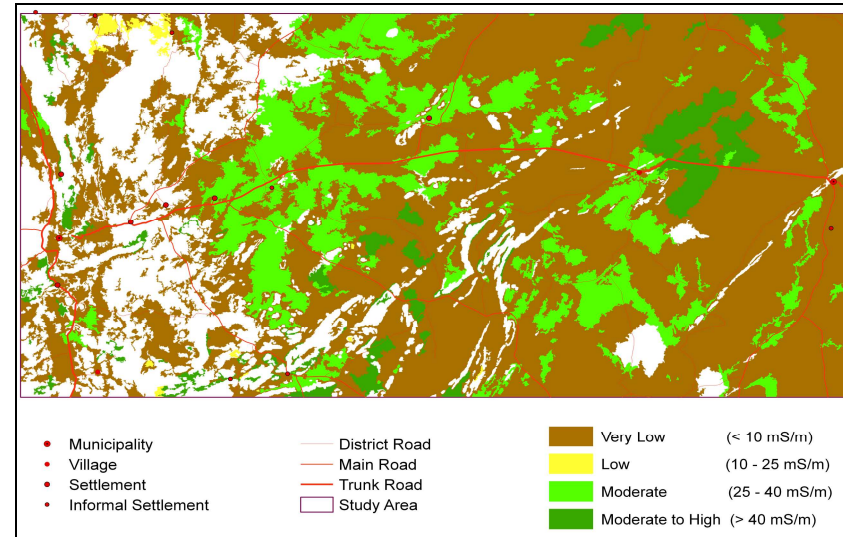 Municipality
Village
Settlement
Informal Settlement
District Road
Main Road
Trunk Road
Study Area
Very Low (< 10 mS/m)
Low (10 - 25 mS/m)
Moderate (25 - 40 mS/m)
Moderate to High (> 40 mS/m)